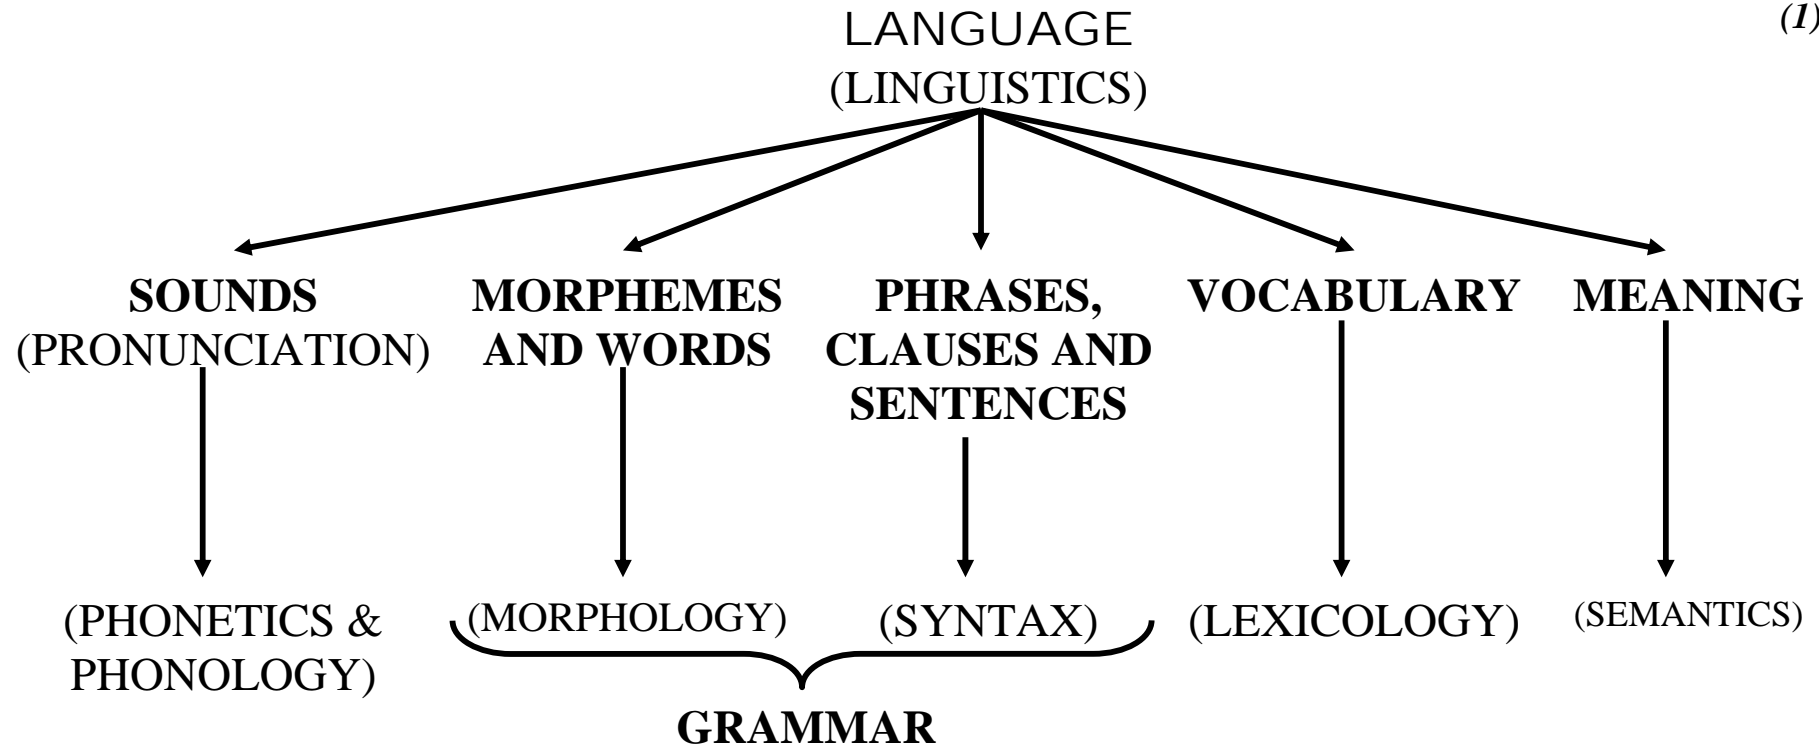 (1)
LANGUAGE
(LINGUISTICS)
SOUNDS
(PRONUNCIATION)
MORPHEMES
AND WORDS
PHRASES,
CLAUSES AND
SENTENCES
VOCABULARY
MEANING
(PHONETICS &
PHONOLOGY)
(MORPHOLOGY)
(SYNTAX)
(LEXICOLOGY)
(SEMANTICS)
GRAMMAR